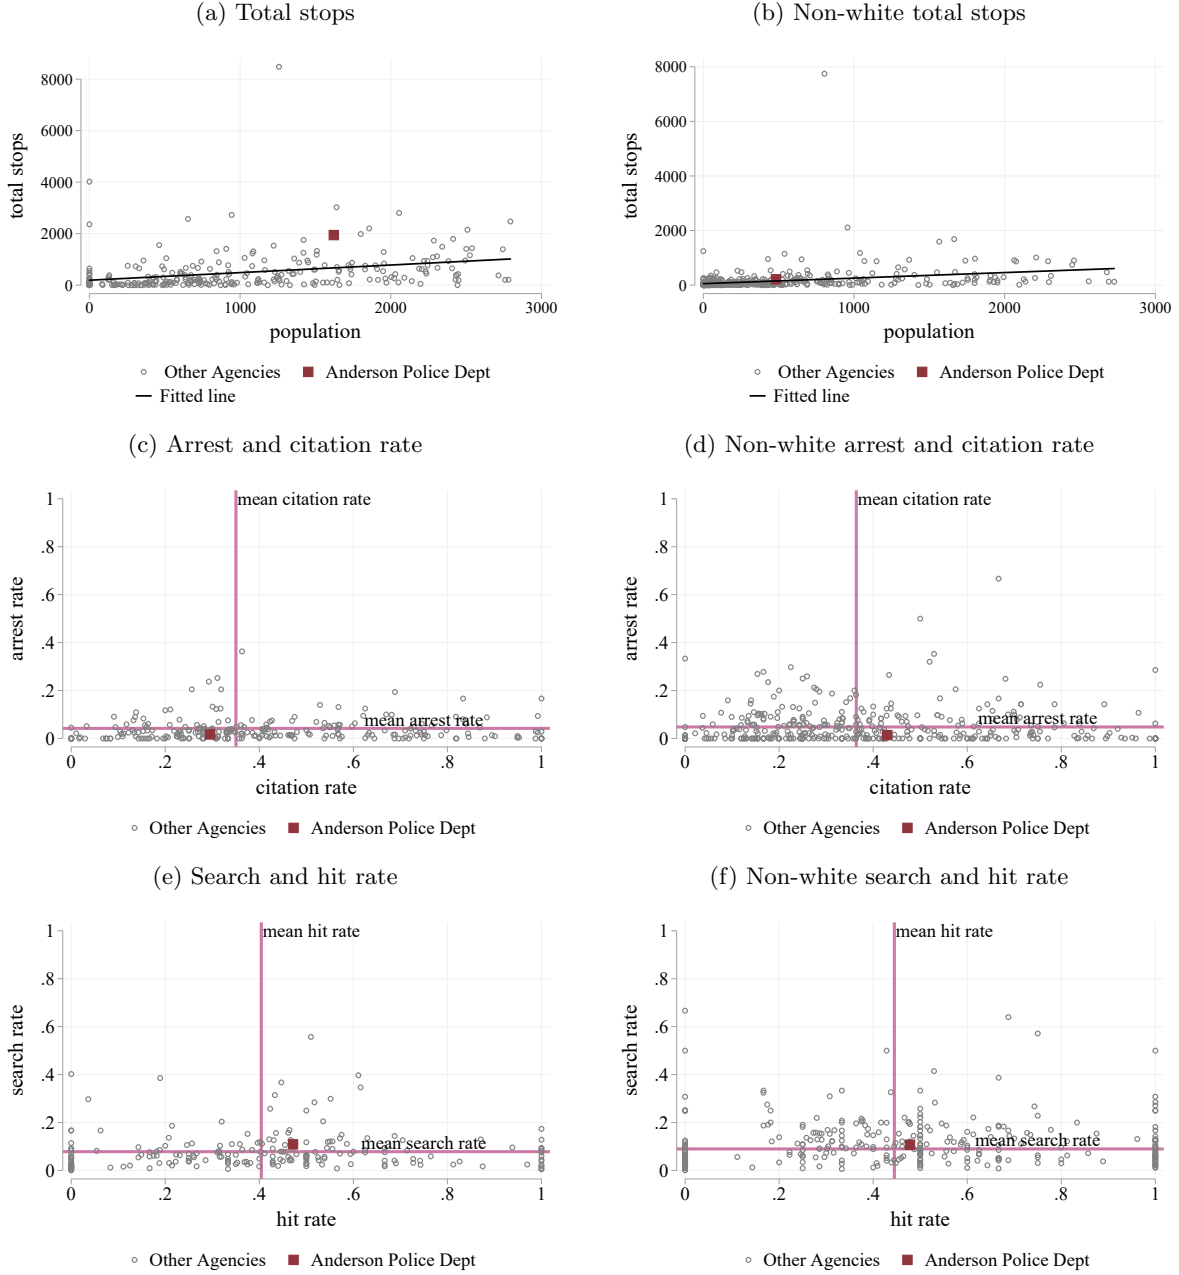 (a) Total stops
(b) Non-white total stops
total stops
8000
6000
4000
2000
0
0 1000 2000 3000
population
Other Agencies Anderson Police Dept
Fitted line
total stops
8000
6000
4000
2000
0
0 1000 2000 3000
population
Other Agencies Anderson Police Dept
Fitted line
(c) Arrest and citation rate
(d) Non-white arrest and citation rate
arrest rate
1
.8
.6
.4
.2
0
mean citation rate
mean arrest rate
0 .2 .4 .6 .8 1
citation rate
Other Agencies Anderson Police Dept
arrest rate
1
.8
.6
.4
.2
0
mean citation rate
mean arrest rate
0 .2 .4 .6 .8 1
citation rate
Other Agencies Anderson Police Dept
(e) Search and hit rate
(f) Non-white search and hit rate
search rate
1
.8
.6
.4
.2
0
mean hit rate
mean search rate
0 .2 .4 .6 .8 1
hit rate
Other Agencies Anderson Police Dept
search rate
1
.8
.6
.4
.2
0
mean hit rate
mean search rate
0 .2 .4 .6 .8 1
hit rate
Other Agencies Anderson Police Dept